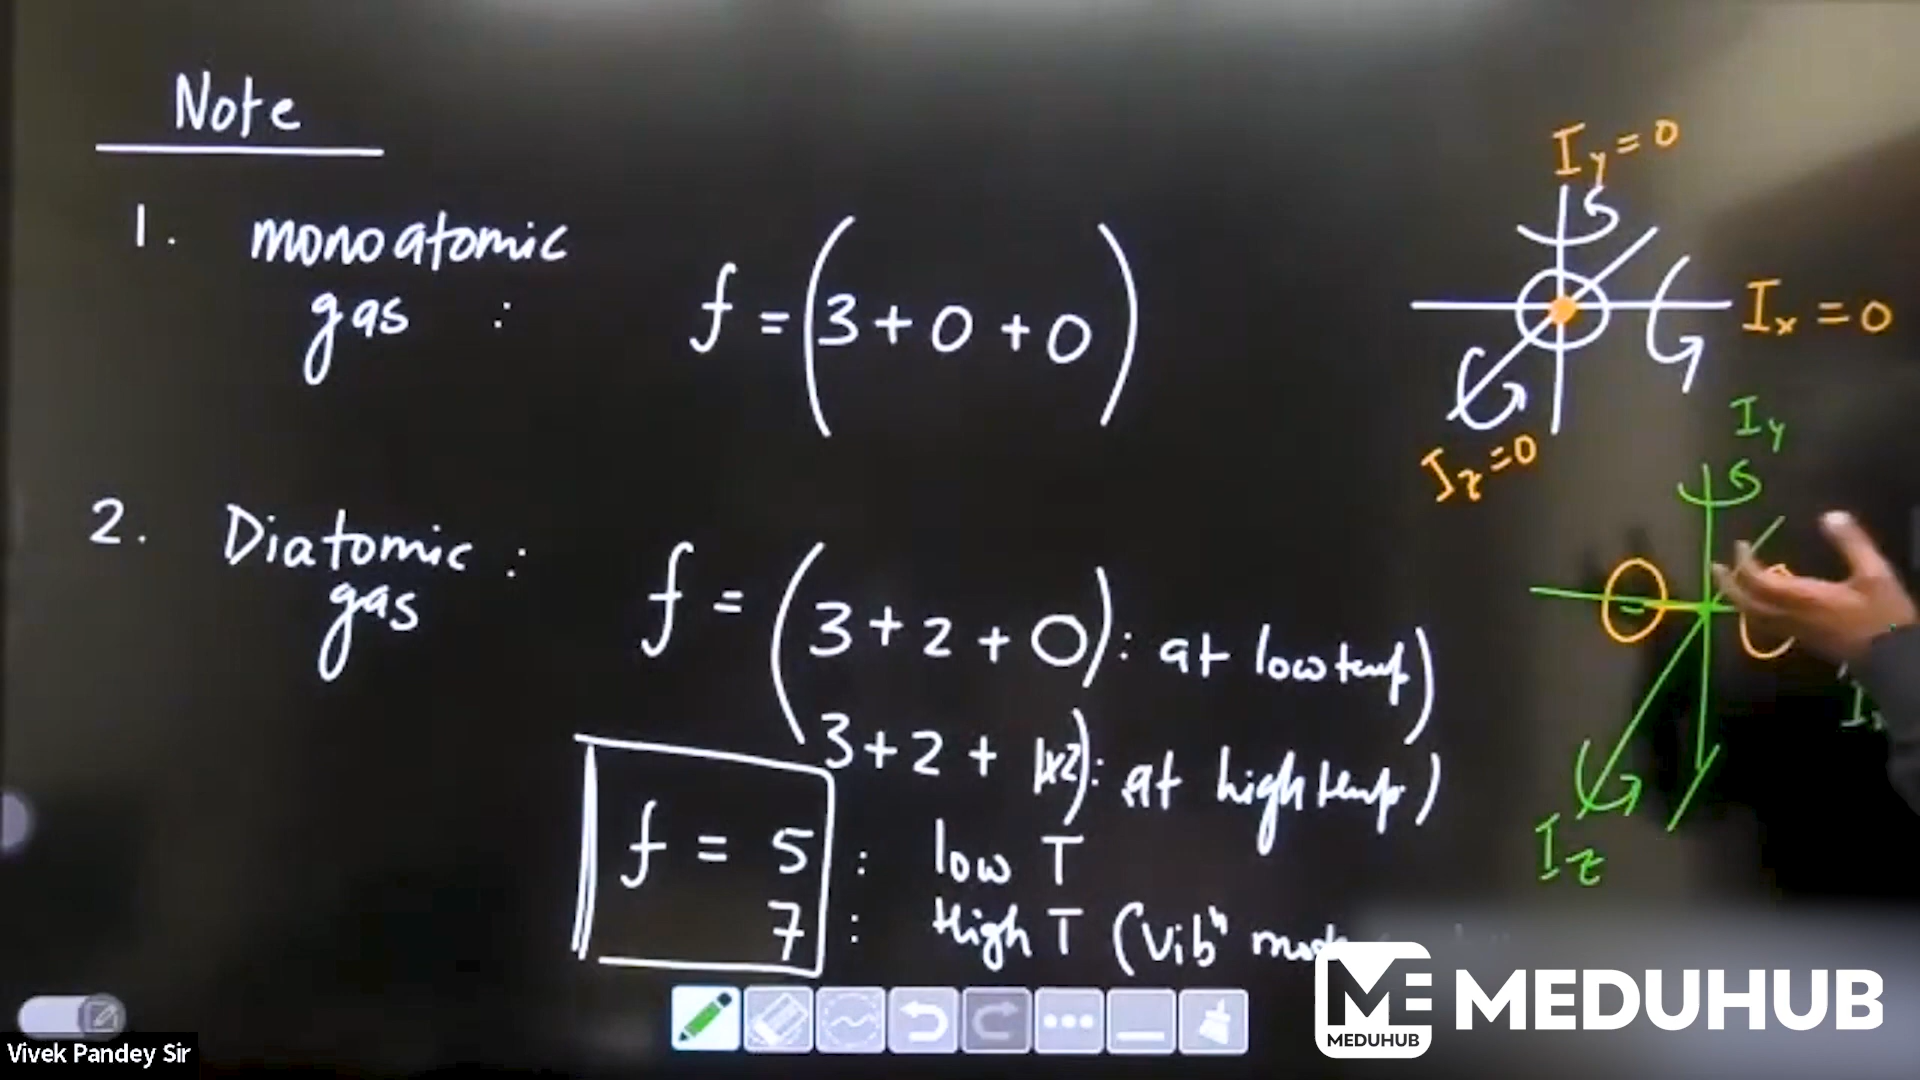 Note
1. monoatomic gas :
f = (3 + 0 + 0)
Iy = 0
Ix = 0
Iz = 0
2. Diatomic gas :
f = (3 + 2 + 0) : at low temp)
3 + 2 + 1x2) : at high temp)
f = 5 : low T
7 : High T (Vibn
Iy
Iz
Vivek Pandey Sir
MEDUHUB
MEDUHUB